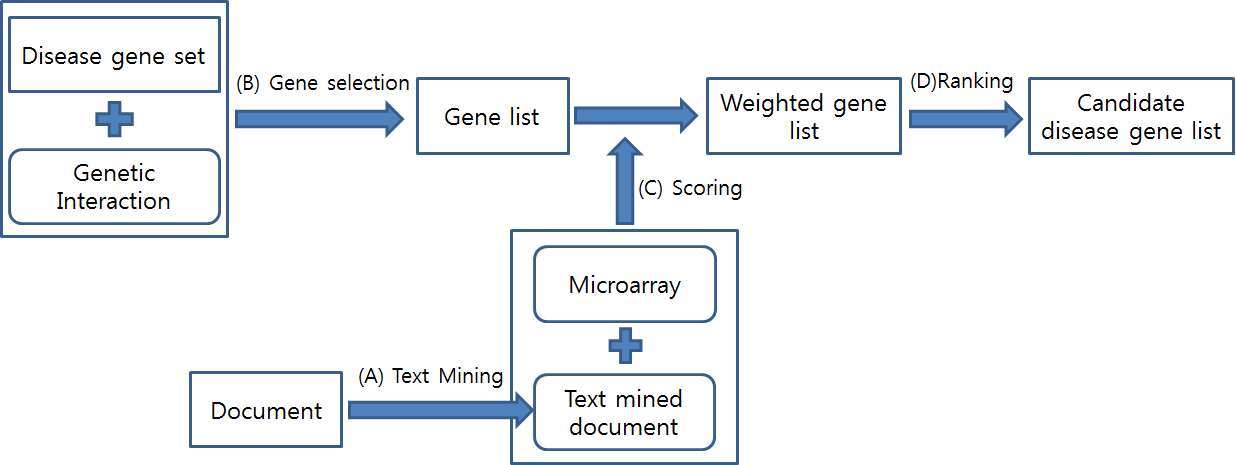 Disease gene set
Genetic
Interaction
(B) Gene selection
Gene list
Weighted gene
list
(D)Ranking
Candidate
disease gene list
(C) Scoring
Microarray
Text mined
document
(A) Text Mining
Document